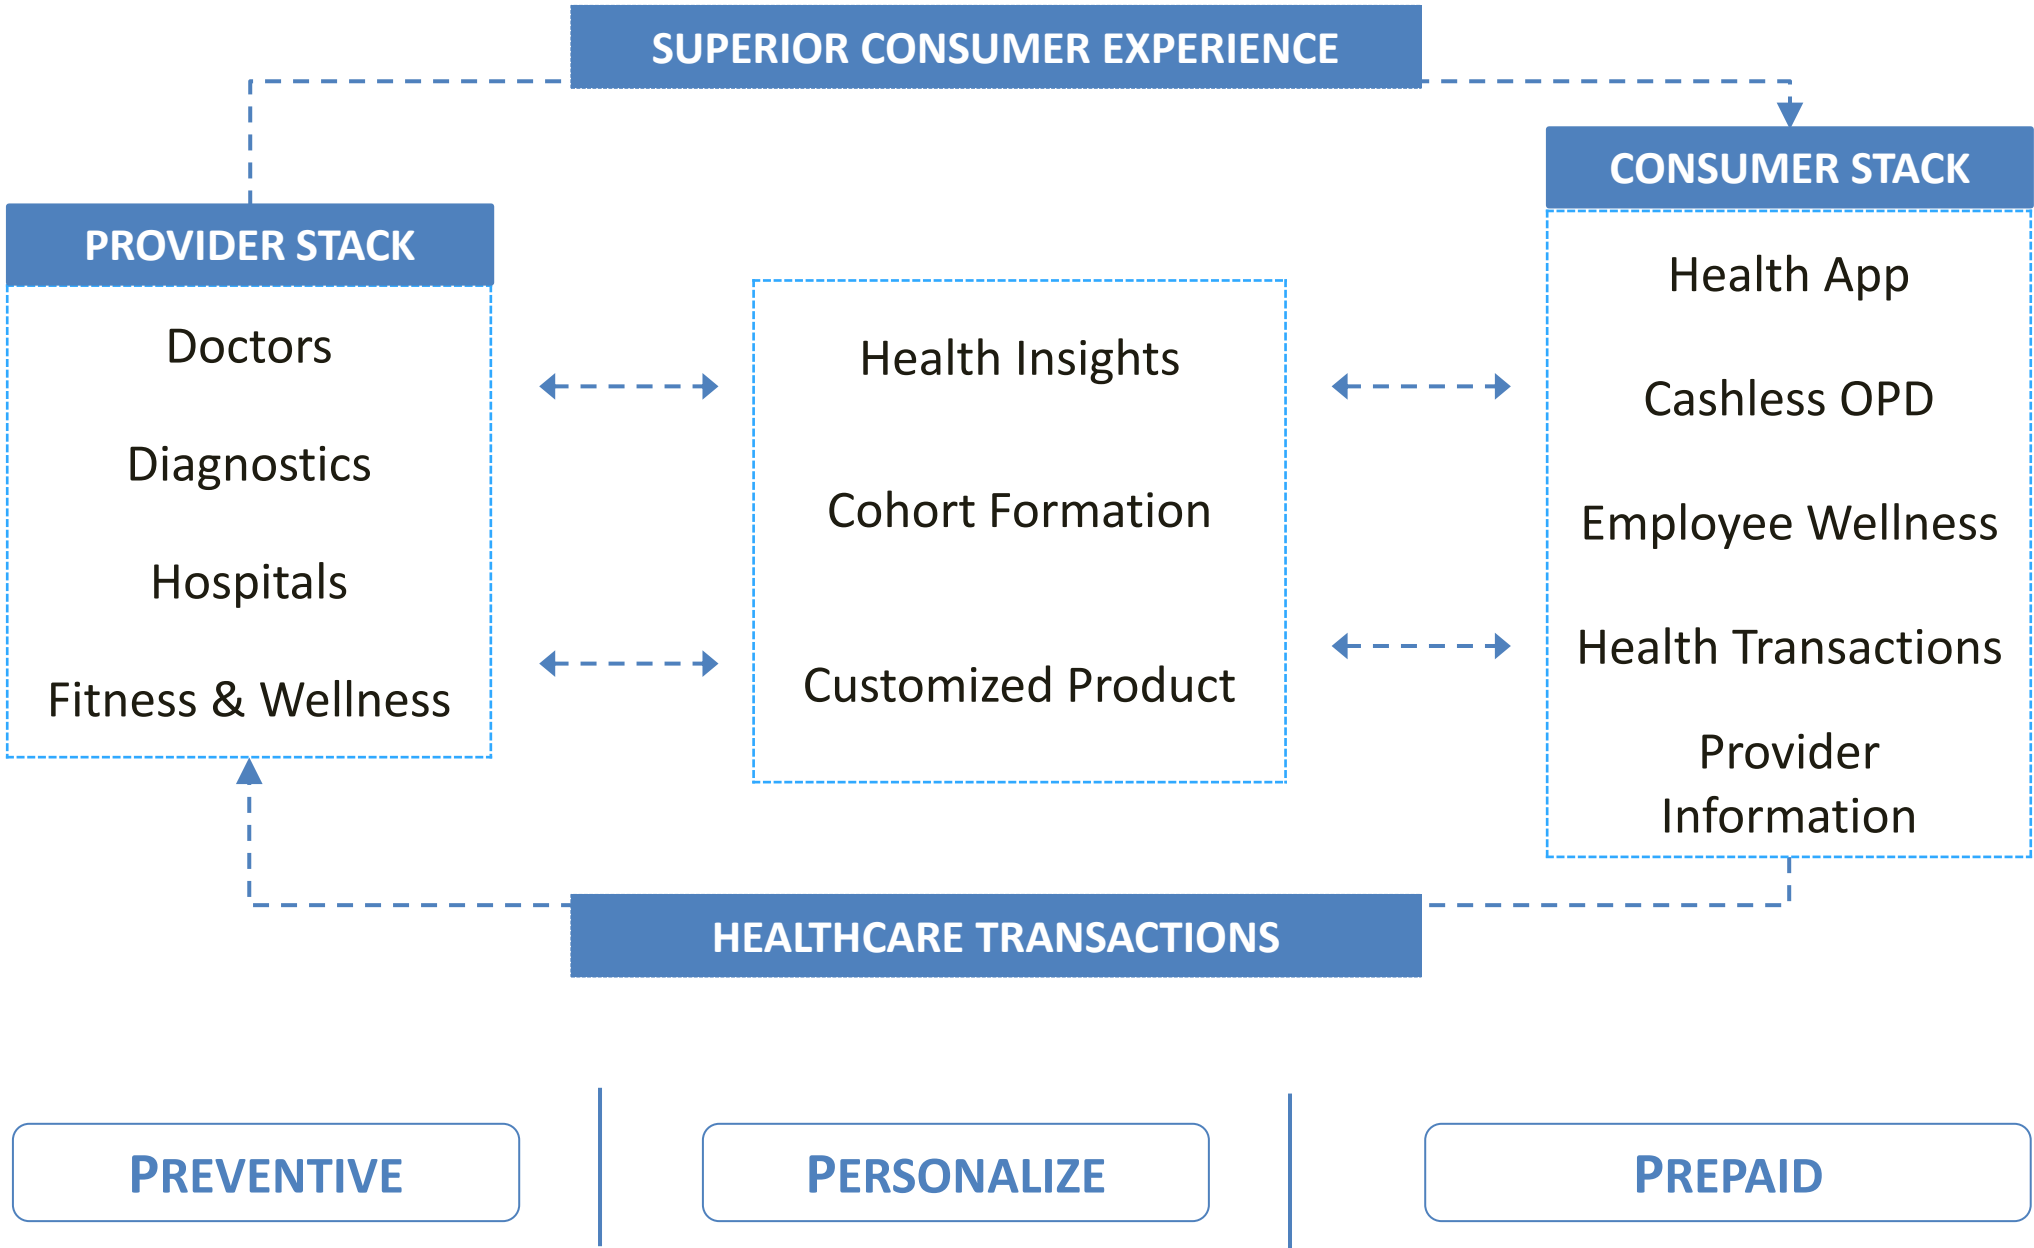 SUPERIOR CONSUMER EXPERIENCE
PROVIDER STACK
Doctors
Diagnostics
Hospitals
Fitness & Wellness
Health Insights
Cohort Formation
Customized Product
CONSUMER STACK
Health App
Cashless OPD
Employee Wellness
Health Transactions
Provider
Information
HEALTHCARE TRANSACTIONS
PREVENTIVE
PERSONALIZE
PREPAID